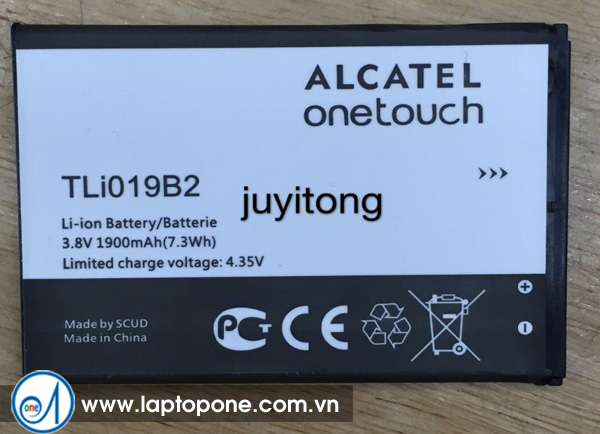 ALCATEL
onetouch
>>>
TLi019B2
juyitong
Li-ion Battery/Batterie
3.8V 1900mAh(7.3Wh)
Limited charge voltage: 4.35V
+
-
Made by SCUD
Made in China
PCT CE
one A
www.laptopone.com.vn